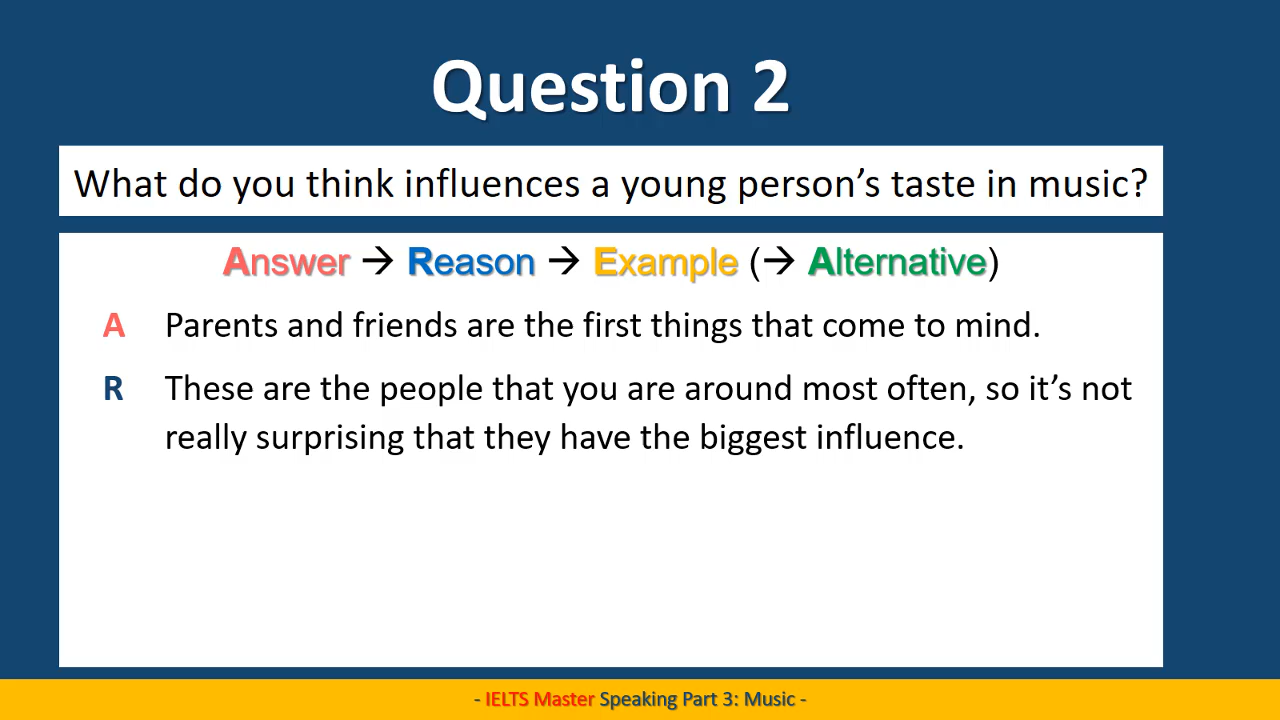 Question 2
What do you think influences a young person’s taste in music?
Answer → Reason → Example (→ Alternative)
A Parents and friends are the first things that come to mind.
R These are the people that you are around most often, so it’s not
really surprising that they have the biggest influence.
- IELTS Master Speaking Part 3: Music -